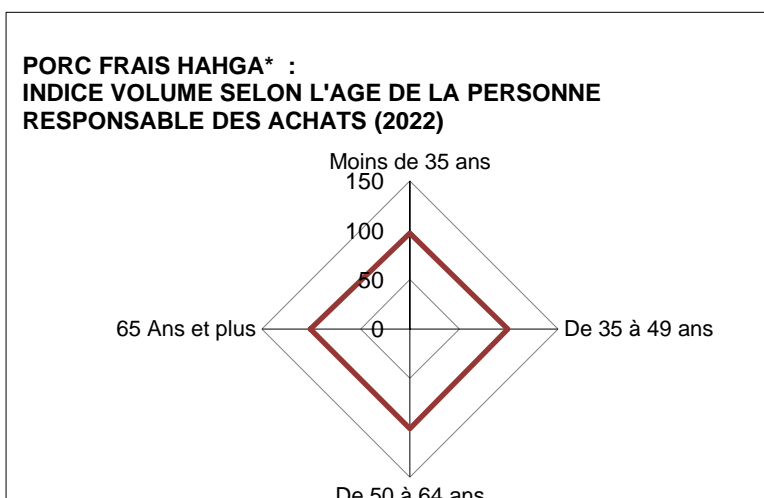 PORC FRAIS HAHGA* :
INDICE VOLUME SELON L'AGE DE LA PERSONNE
RESPONSABLE DES ACHATS (2022)
Moins de 35 ans
150
100
50
65 Ans et plus
0
De 35 à 49 ans
De 50 à 64 ans